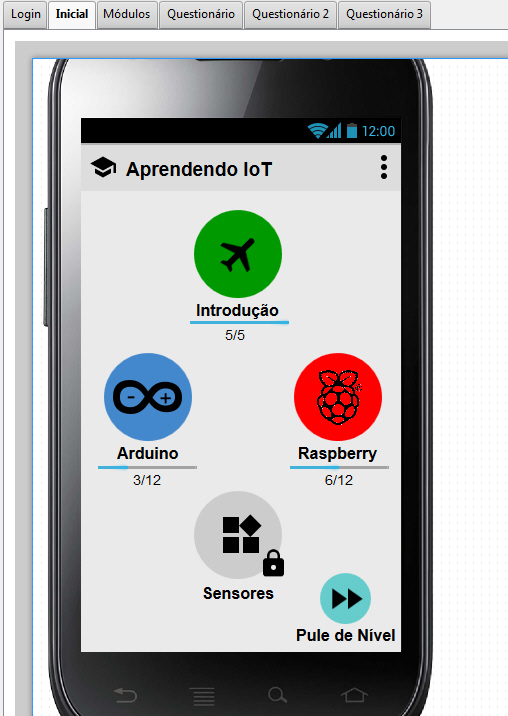 Login Inicial Módulos Questionário Questionário 2 Questionário 3
12:00
Aprendendo IoT
Introdução
5/5
Arduino Raspberry
3/12 6/12
Sensores
Pule de Nível